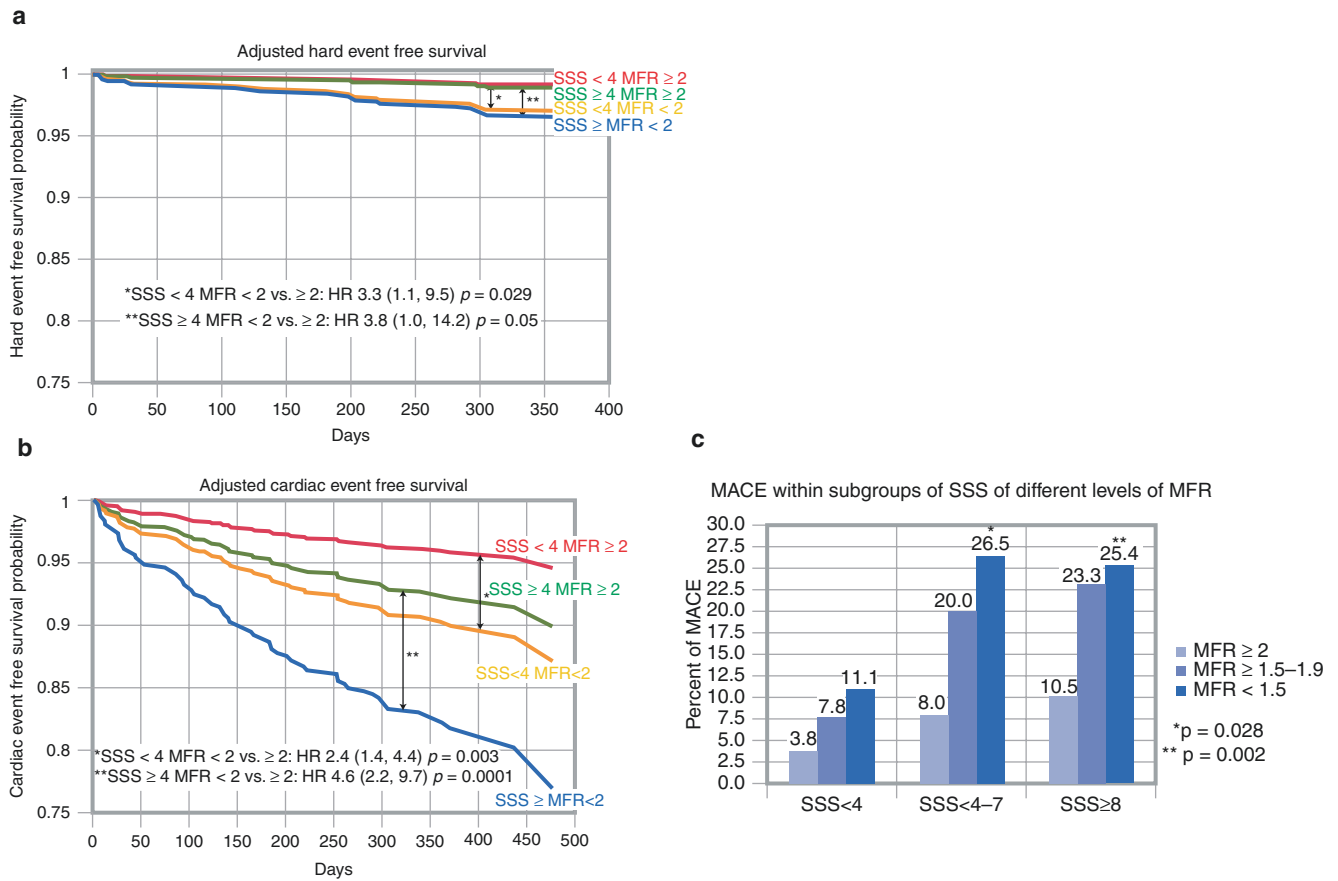 a
Adjusted hard event free survival
Hard event free survival probability
1
0.95
0.9
0.85
0.8
0.75
SSS < 4 MFR ≥ 2
SSS ≥ 4 MFR ≥ 2
SSS <4 MFR < 2
SSS ≥ MFR < 2
*
**
*SSS < 4 MFR < 2 vs. ≥ 2: HR 3.3 (1.1, 9.5) p = 0.029
**SSS ≥ 4 MFR < 2 vs. ≥ 2: HR 3.8 (1.0, 14.2) p = 0.05
0 50 100 150 200 250 300 350 400
Days
b
Adjusted cardiac event free survival
Cardiac event free survival probability
1
0.95
0.9
0.85
0.8
0.75
SSS < 4 MFR ≥ 2
SSS ≥ 4 MFR ≥ 2
SSS<4 MFR<2
SSS ≥ MFR<2
*
**
*SSS < 4 MFR < 2 vs. ≥ 2: HR 2.4 (1.4, 4.4) p = 0.003
**SSS ≥ 4 MFR < 2 vs. ≥ 2: HR 4.6 (2.2, 9.7) p = 0.0001
0 50 100 150 200 250 300 350 400 450 500
Days
c
MACE within subgroups of SSS of different levels of MFR
Percent of MACE
30.0
27.5
25.0
22.5
20.0
17.5
15.0
12.5
10.0
7.5
5.0
2.5
0.0
3.8
7.8
11.1
8.0
20.0
*
26.5
10.5
23.3
**
25.4
SSS<4 SSS<4–7 SSS≥8
MFR ≥ 2
MFR ≥ 1.5–1.9
MFR < 1.5
*p = 0.028
** p = 0.002